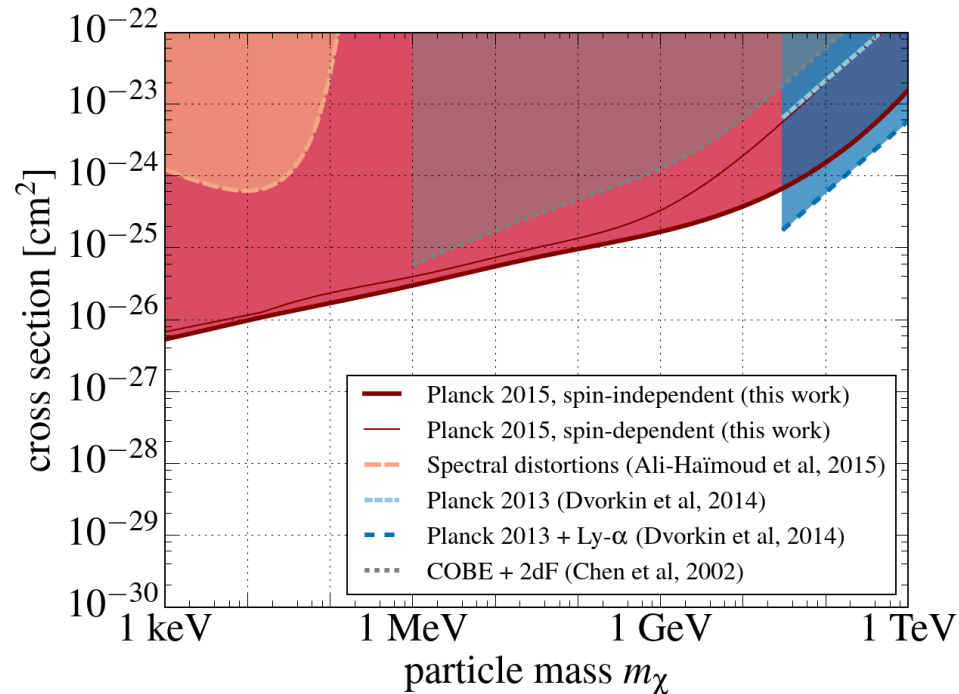 10⁻²²
10⁻²³
10⁻²⁴
10⁻²⁵
10⁻²⁶
10⁻²⁷
10⁻²⁸
10⁻²⁹
10⁻³⁰
cross section [cm²]
Planck 2015, spin-independent (this work)
Planck 2015, spin-dependent (this work)
Spectral distortions (Ali-Haïmoud et al, 2015)
Planck 2013 (Dvorkin et al, 2014)
Planck 2013 + Ly-α (Dvorkin et al, 2014)
COBE + 2dF (Chen et al, 2002)
1 keV 1 MeV 1 GeV 1 TeV
particle mass mᵪ